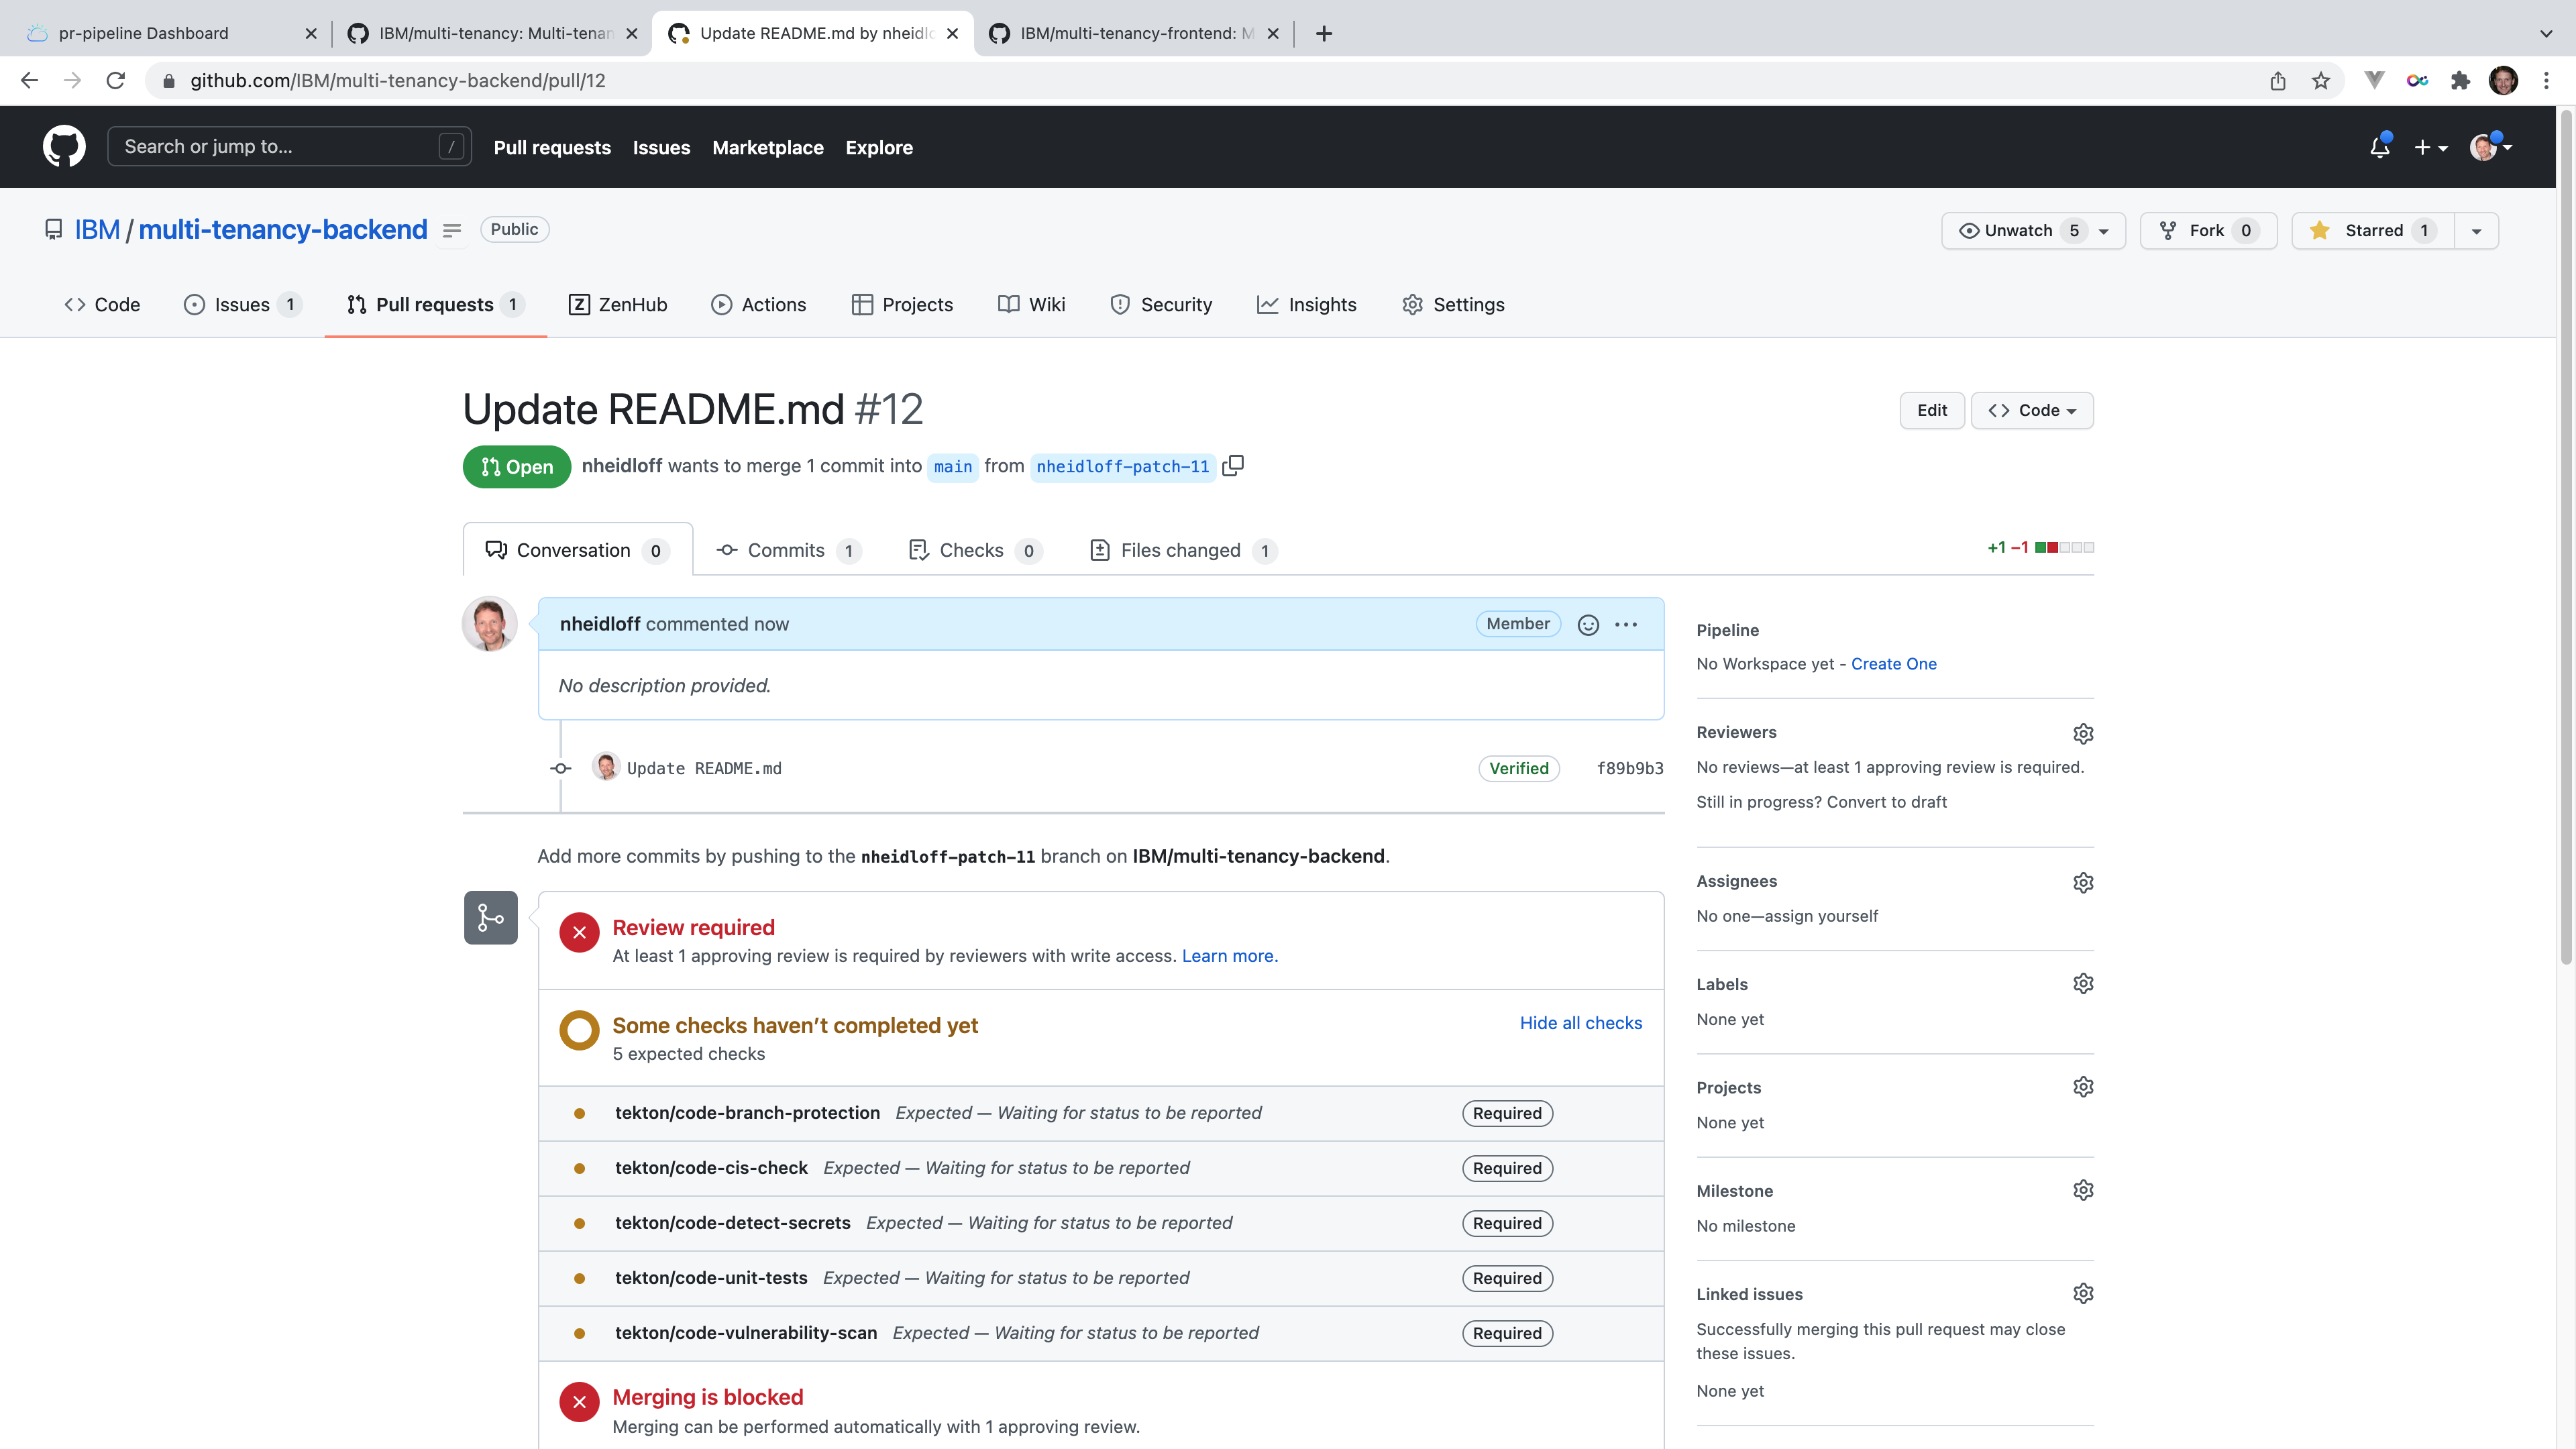 pr-pipeline Dashboard
IBM/multi-tenancy: Multi-tenan
Update README.md by nheidlo
IBM/multi-tenancy-frontend: M
github.com/IBM/multi-tenancy-backend/pull/12
Search or jump to... /
Pull requests Issues Marketplace Explore
IBM / multi-tenancy-backend Public
Unwatch 5 Fork 0 Starred 1
Code Issues 1 Pull requests 1 Z ZenHub Actions Projects Wiki Security Insights Settings
Update README.md #12
Edit Code
Open nheidloff wants to merge 1 commit into main from nheidloff-patch-11
Conversation 0 Commits 1 Checks 0 Files changed 1 +1 −1
nheidloff commented now Member
No description provided.
Update README.md Verified f89b9b3
Add more commits by pushing to the nheidloff-patch-11 branch on IBM/multi-tenancy-backend.
Review required
At least 1 approving review is required by reviewers with write access. Learn more.
Some checks haven’t completed yet Hide all checks
5 expected checks
tekton/code-branch-protection Expected — Waiting for status to be reported Required
tekton/code-cis-check Expected — Waiting for status to be reported Required
tekton/code-detect-secrets Expected — Waiting for status to be reported Required
tekton/code-unit-tests Expected — Waiting for status to be reported Required
tekton/code-vulnerability-scan Expected — Waiting for status to be reported Required
Merging is blocked
Merging can be performed automatically with 1 approving review.
Pipeline
No Workspace yet - Create One
Reviewers
No reviews—at least 1 approving review is required.
Still in progress? Convert to draft
Assignees
No one—assign yourself
Labels
None yet
Projects
None yet
Milestone
No milestone
Linked issues
Successfully merging this pull request may close
these issues.
None yet